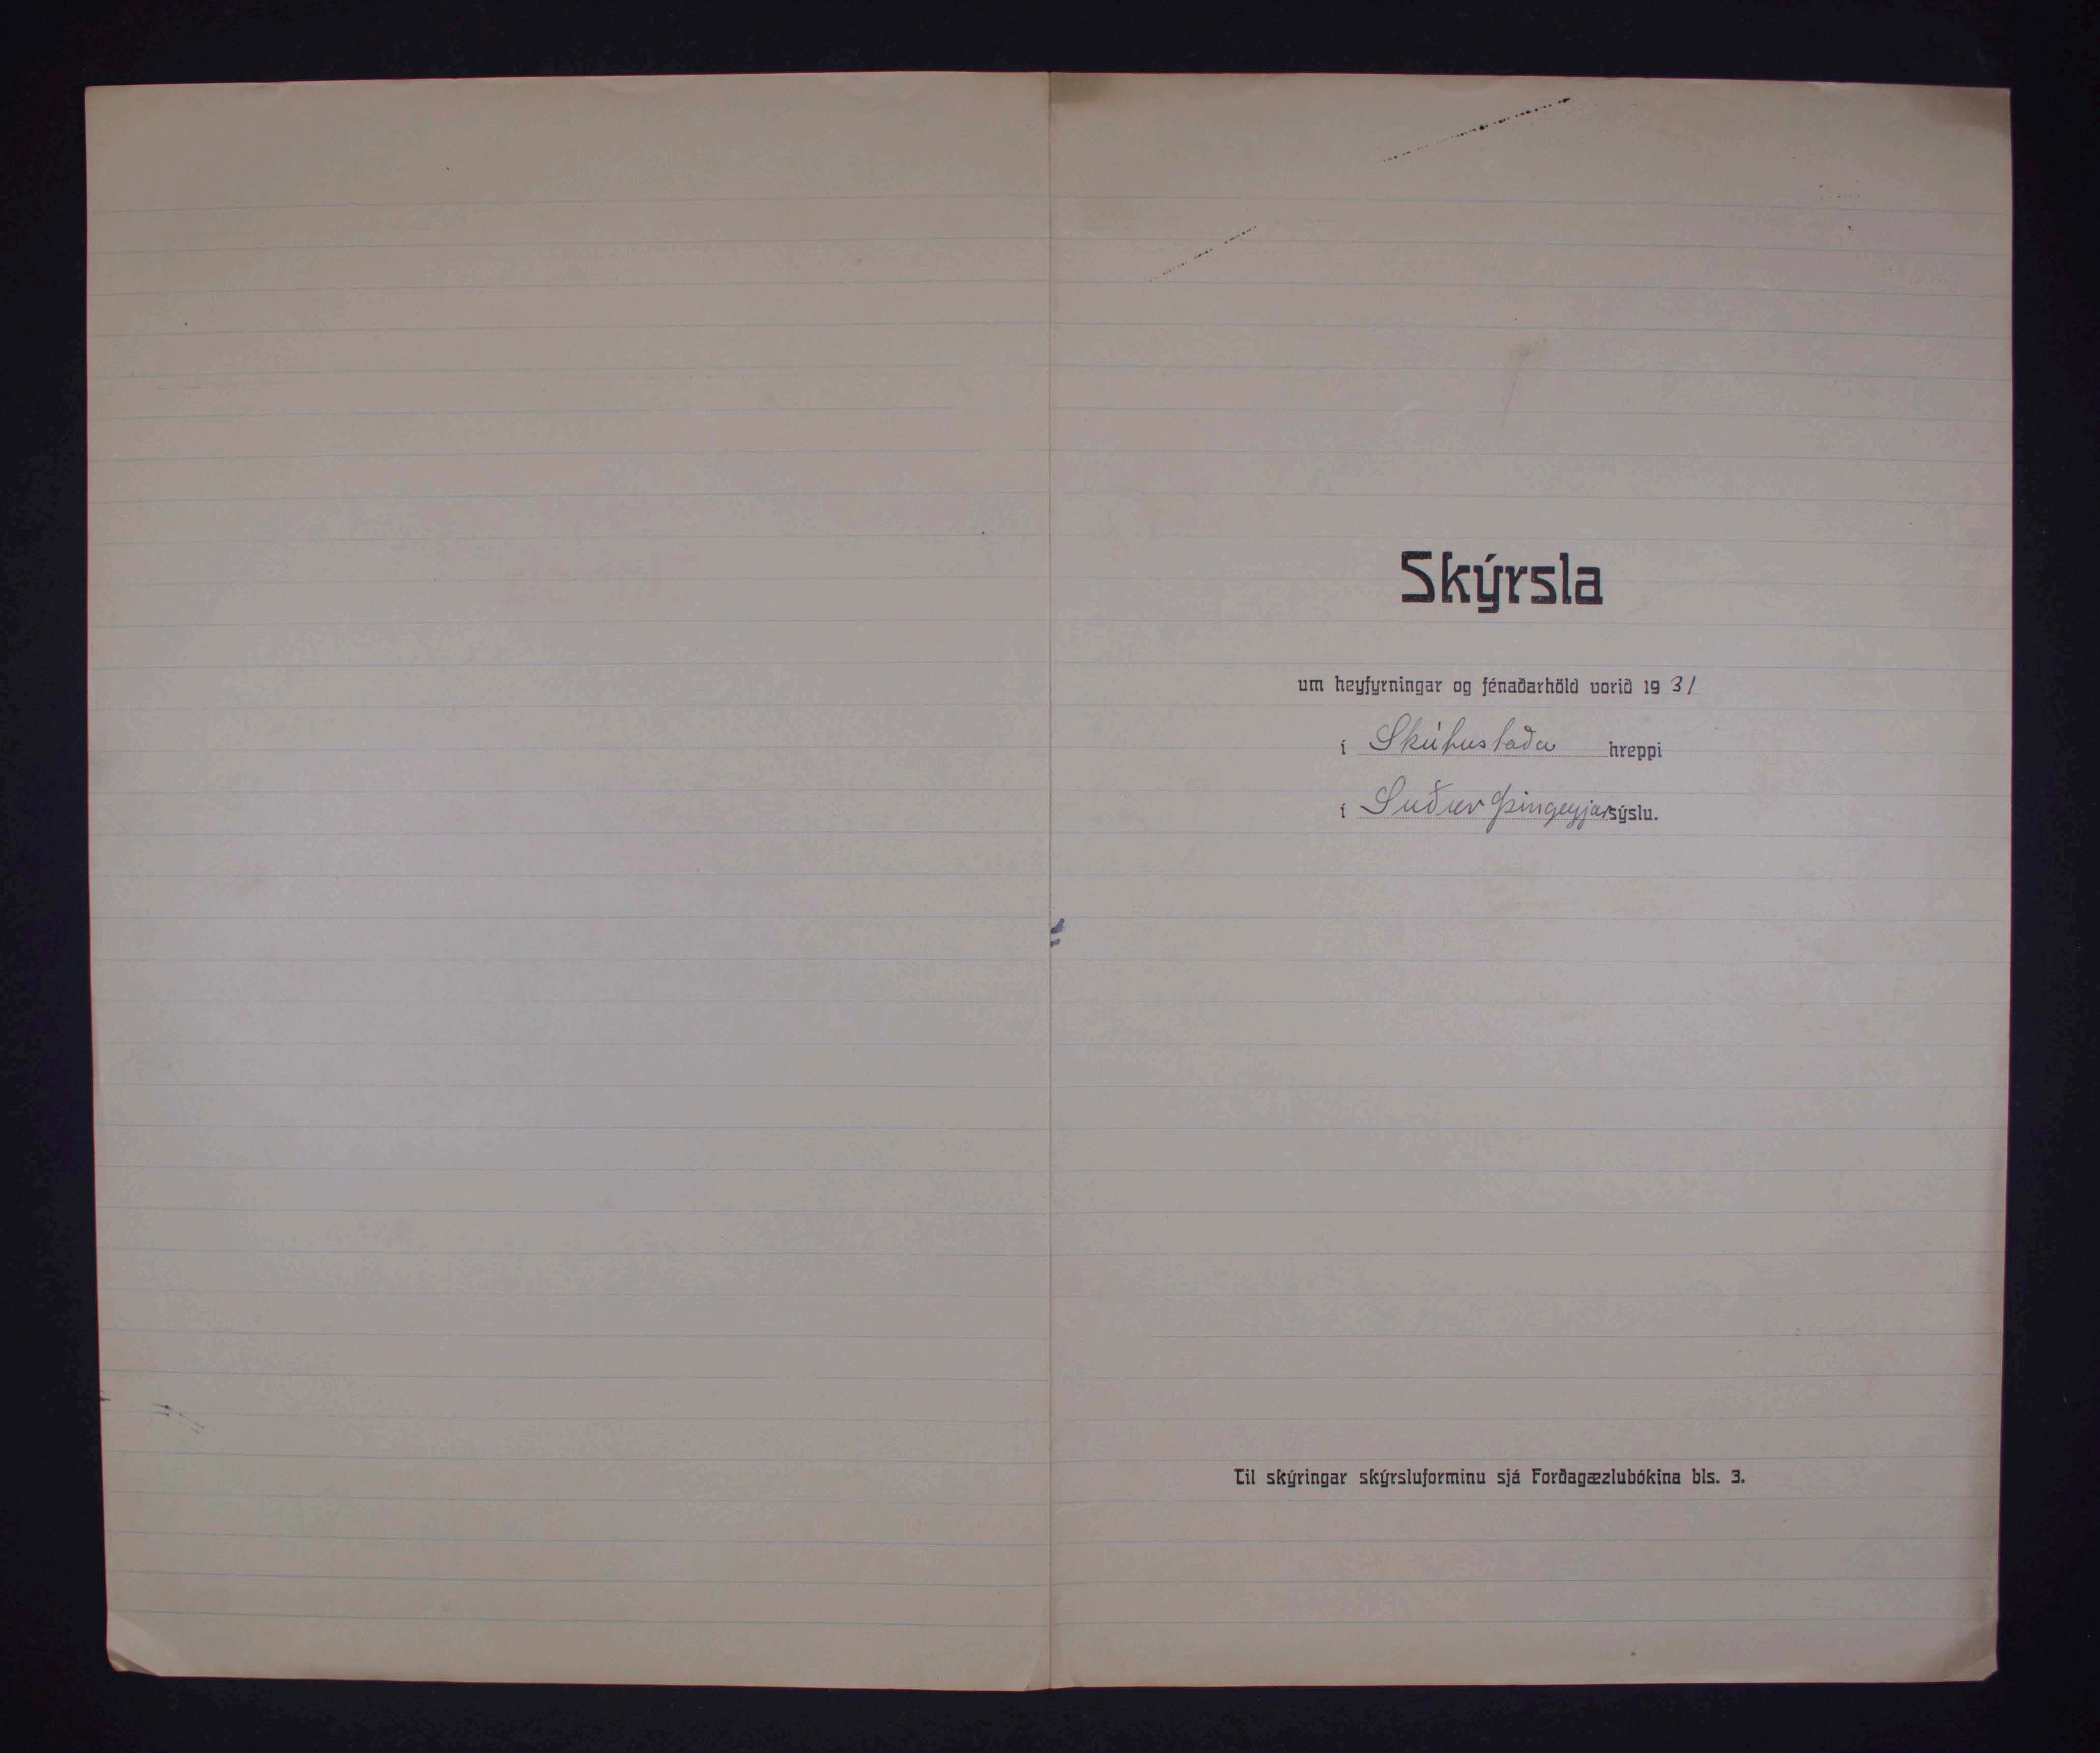 Skýrsla
um heyfyrningar og fénaðarhöld vorið 1931
í Skútustaða hreppi
í Suður Þingeyjarsýslu.
Til skýringar skýrsluforminu sjá Forðagæzlubókina bls. 3.